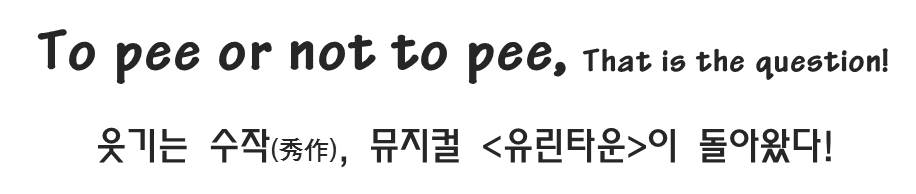 To pee or not to pee, That is the question!
웃기는 수작(秀作), 뮤지컬 <유린타운>이 돌아왔다!